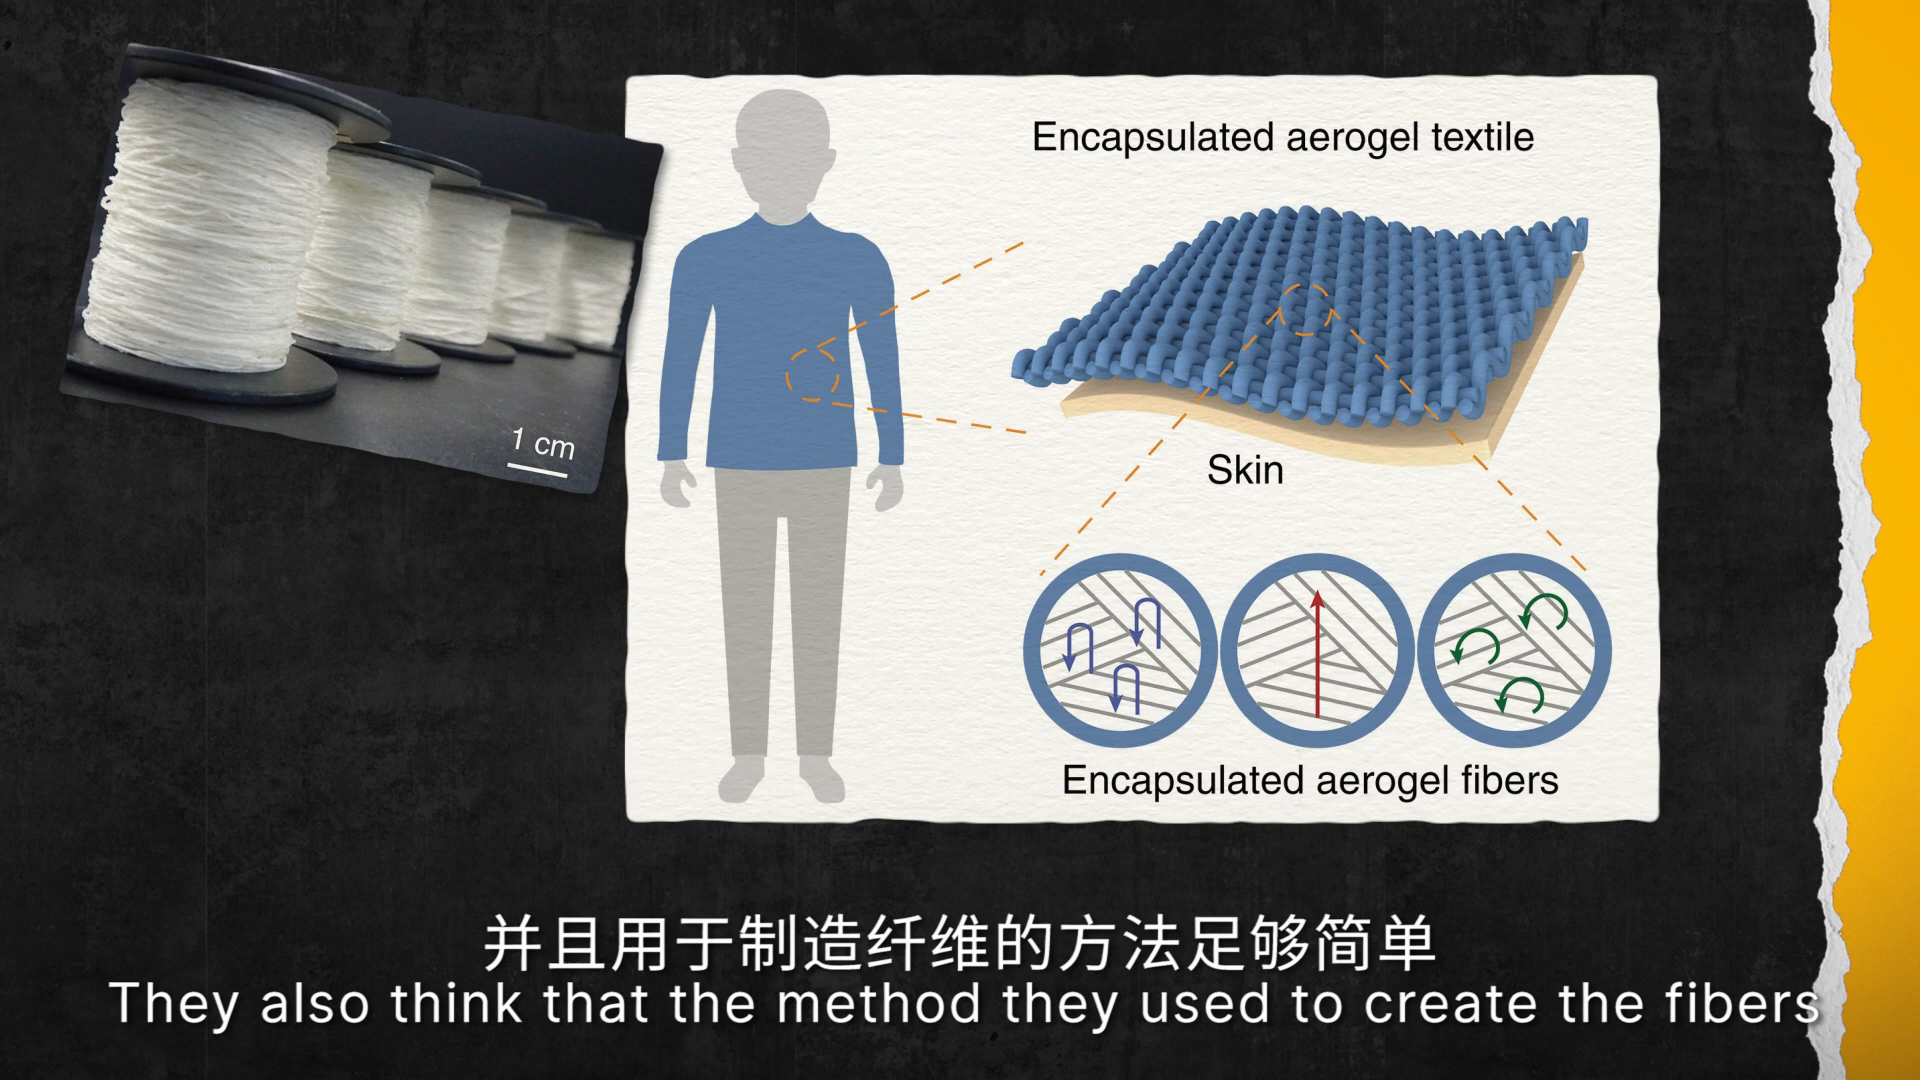 1 cm
Encapsulated aerogel textile
Skin
Encapsulated aerogel fibers
并且用于制造纤维的方法足够简单
They also think that the method they used to create the fibers